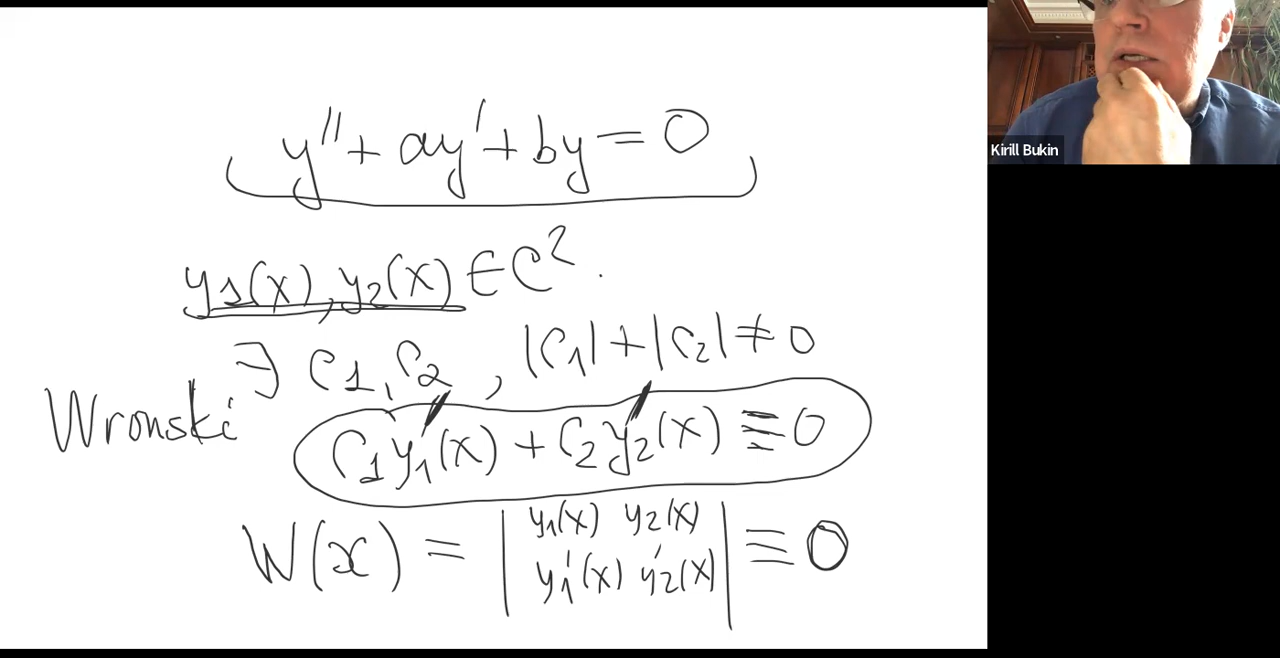 y'' + ay' + by = 0
y1(x), y2(x) ∈ C².
∃ C1, C2 , |C1| + |C2| ≠ 0
Wronski
C1y1(x) + C2y2(x) ≡ 0
W(x) = | y1(x) y2(x) | ≡ 0
y1'(x) y2'(x)
Kirill Bukin